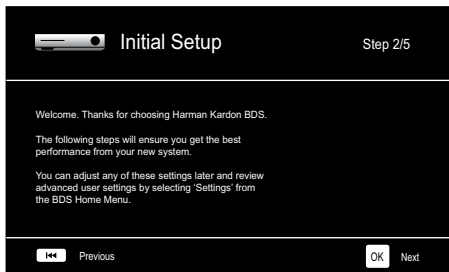 Initial Setup
Step 2/5
Welcome. Thanks for choosing Harman Kardon BDS.
The following steps will ensure you get the best
performance from your new system.
You can adjust any of these settings later and review
advanced user settings by selecting ‘Settings’ from
the BDS Home Menu.
Previous
OK Next